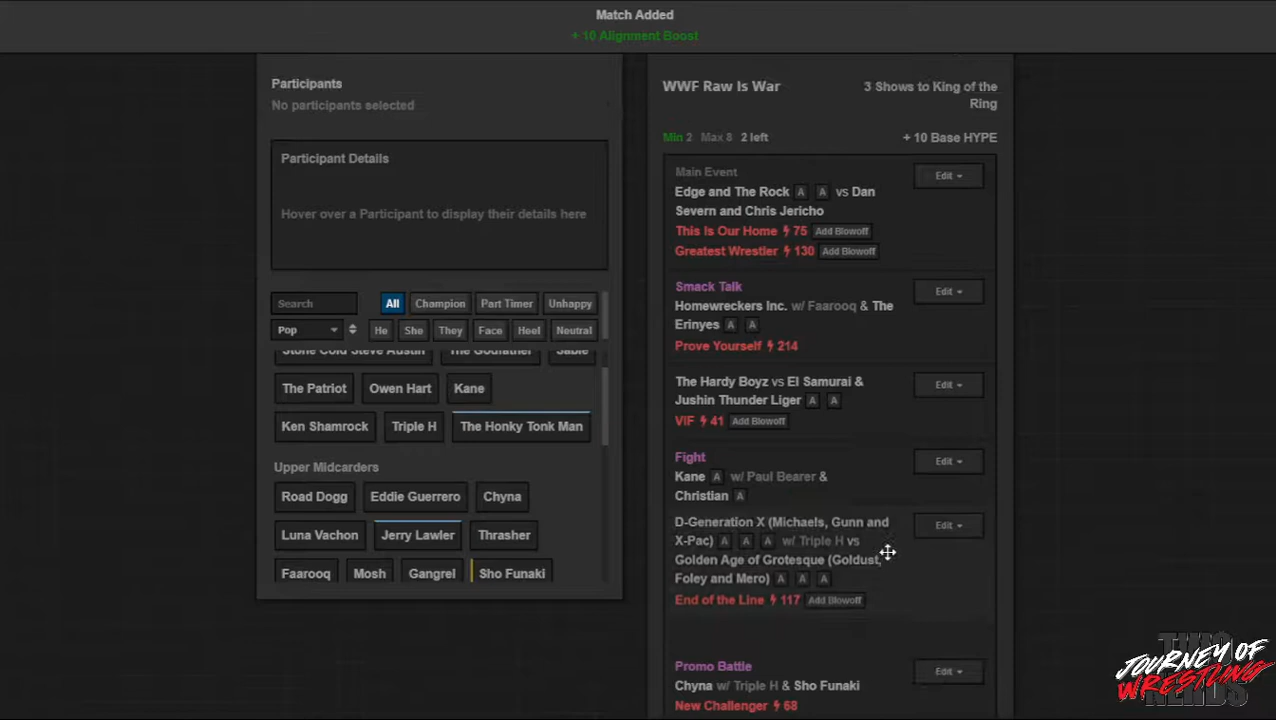 Match Added
+ 10 Alignment Boost
Participants
No participants selected
Participant Details
Hover over a Participant to display their details here
Search
All
Champion
Part Timer
Unhappy
Pop
He
She
They
Face
Heel
Neutral
Stone Cold Steve Austin
The Godfather
Sable
The Patriot
Owen Hart
Kane
Ken Shamrock
Triple H
The Honky Tonk Man
Upper Midcarders
Road Dogg
Eddie Guerrero
Chyna
Luna Vachon
Jerry Lawler
Thrasher
Faarooq
Mosh
Gangrel
Sho Funaki
WWF Raw Is War
3 Shows to King of the
Ring
Min 2 Max 8 2 left
+ 10 Base HYPE
Main Event
Edit
Edge and The Rock A A vs Dan
Severn and Chris Jericho
This Is Our Home 75 Add Blowoff
Greatest Wrestler 130 Add Blowoff
Smack Talk
Edit
Homewreckers Inc. w/ Faarooq & The
Erinyes A A
Prove Yourself 214
The Hardy Boyz vs El Samurai &
Edit
Jushin Thunder Liger A A
VIF 41 Add Blowoff
Fight
Edit
Kane A w/ Paul Bearer &
Christian A
D-Generation X (Michaels, Gunn and
Edit
X-Pac) A A A w/ Triple H vs
Golden Age of Grotesque (Goldust,
Foley and Mero) A A A
End of the Line 117 Add Blowoff
Promo Battle
Edit
Chyna w/ Triple H & Sho Funaki
New Challenger 68
JOURNEY OF
WRESTLING
NERDS